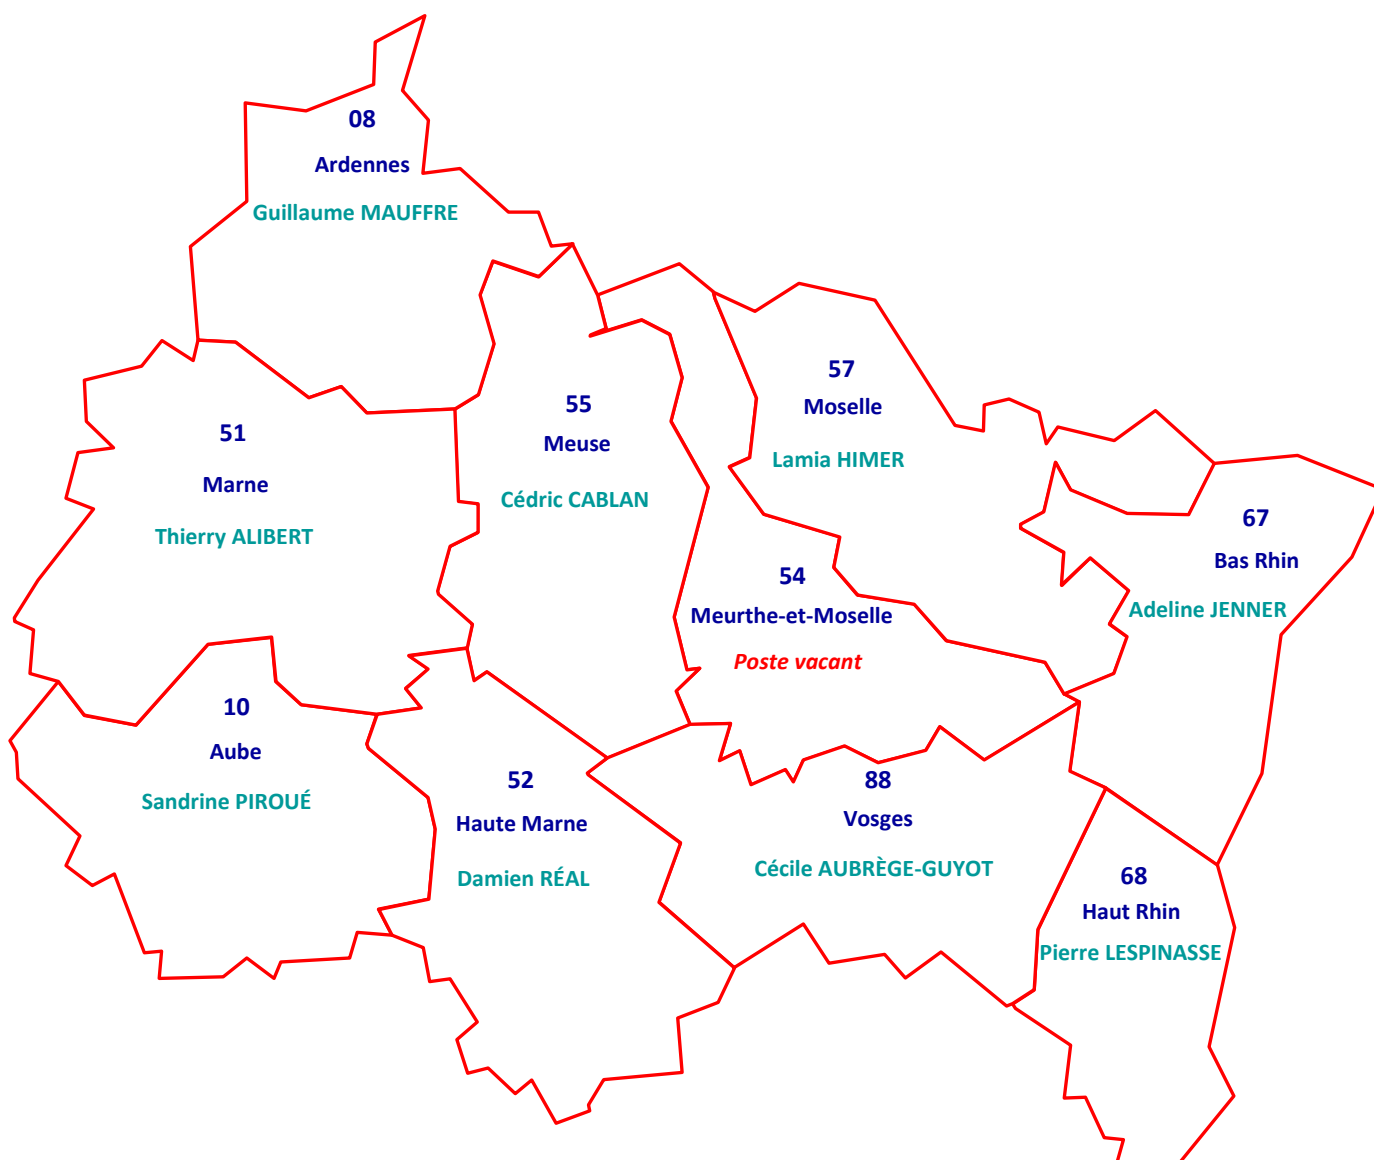 08
Ardennes
Guillaume MAUFFRE
57
Moselle
Lamia HIMER
55
Meuse
Cédric CABLAN
51
Marne
Thierry ALIBERT
67
Bas Rhin
Adeline JENNER
54
Meurthe-et-Moselle
Poste vacant
10
Aube
Sandrine PIROUÉ
52
Haute Marne
Damien RÉAL
88
Vosges
Cécile AUBRÈGE-GUYOT
68
Haut Rhin
Pierre LESPINASSE